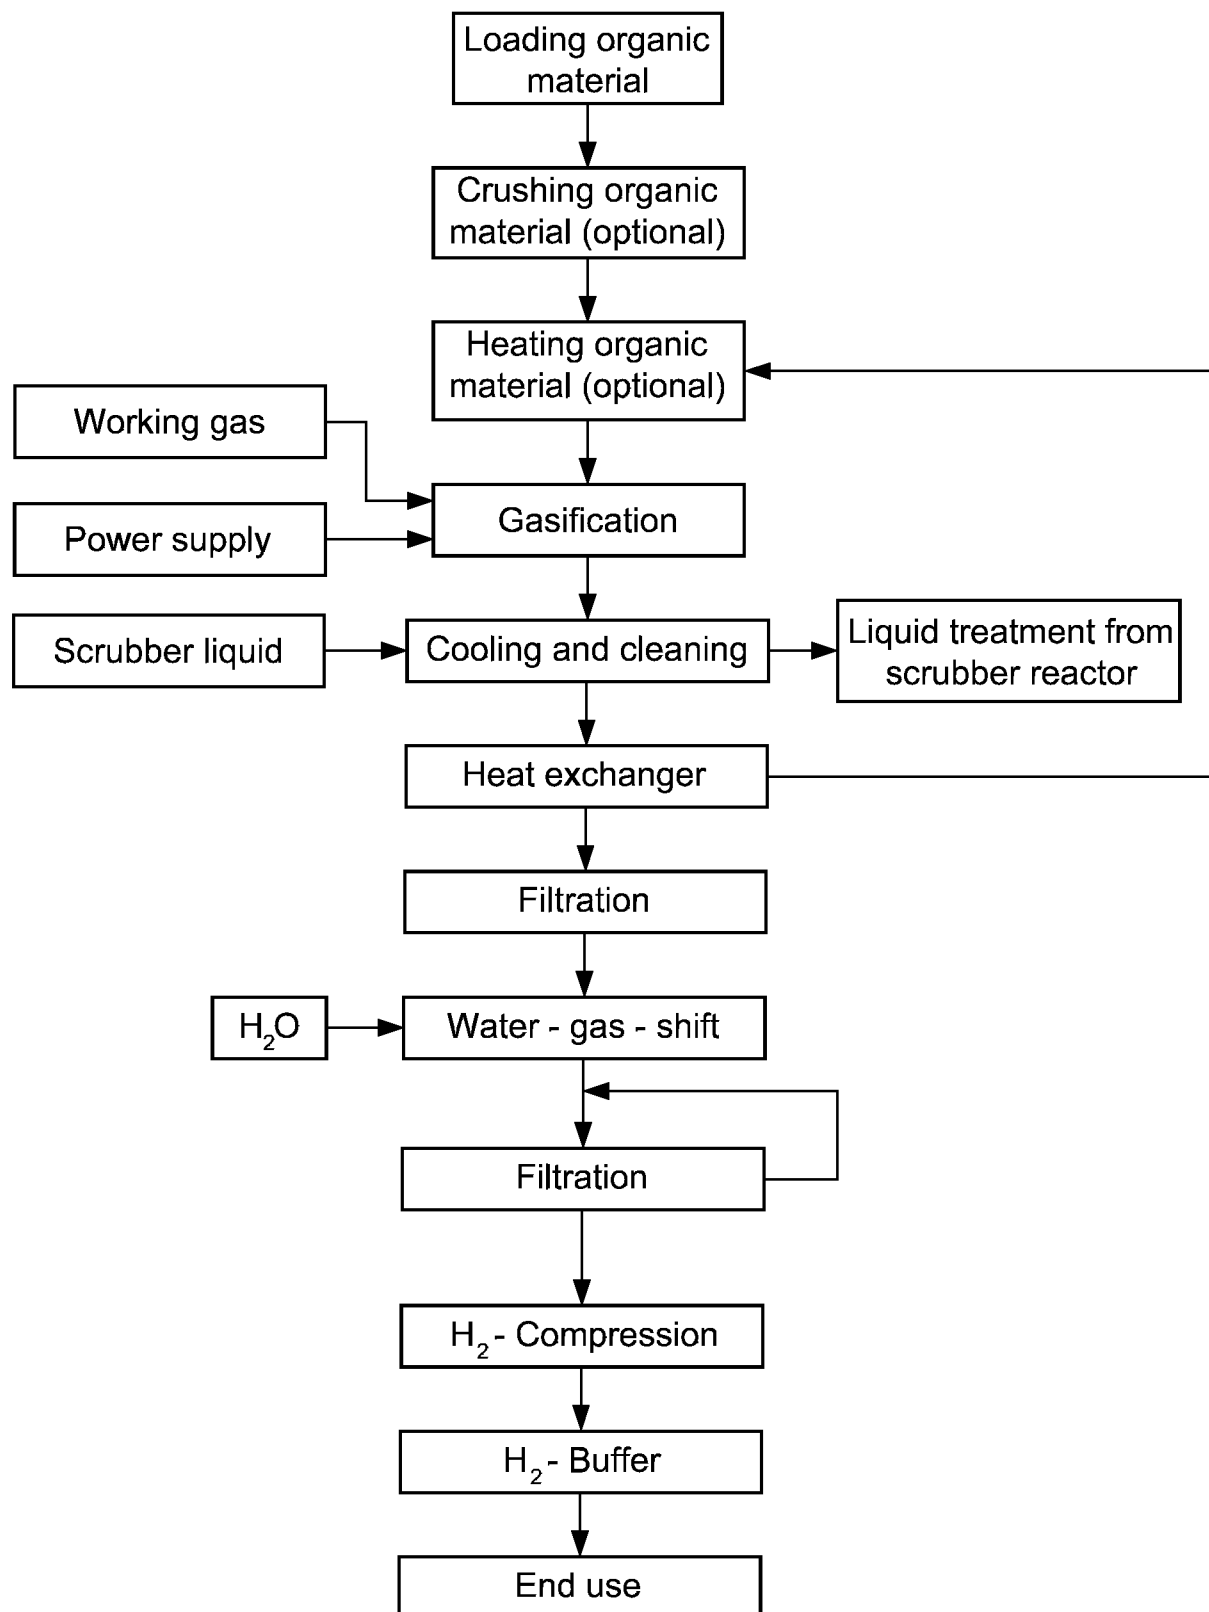 Loading organic
material
Crushing organic
material (optional)
Heating organic
material (optional)
Working gas
Gasification
Power supply
Scrubber liquid
Cooling and cleaning
Liquid treatment from
scrubber reactor
Heat exchanger
Filtration
H₂O
Water - gas - shift
Filtration
H₂ - Compression
H₂ - Buffer
End use